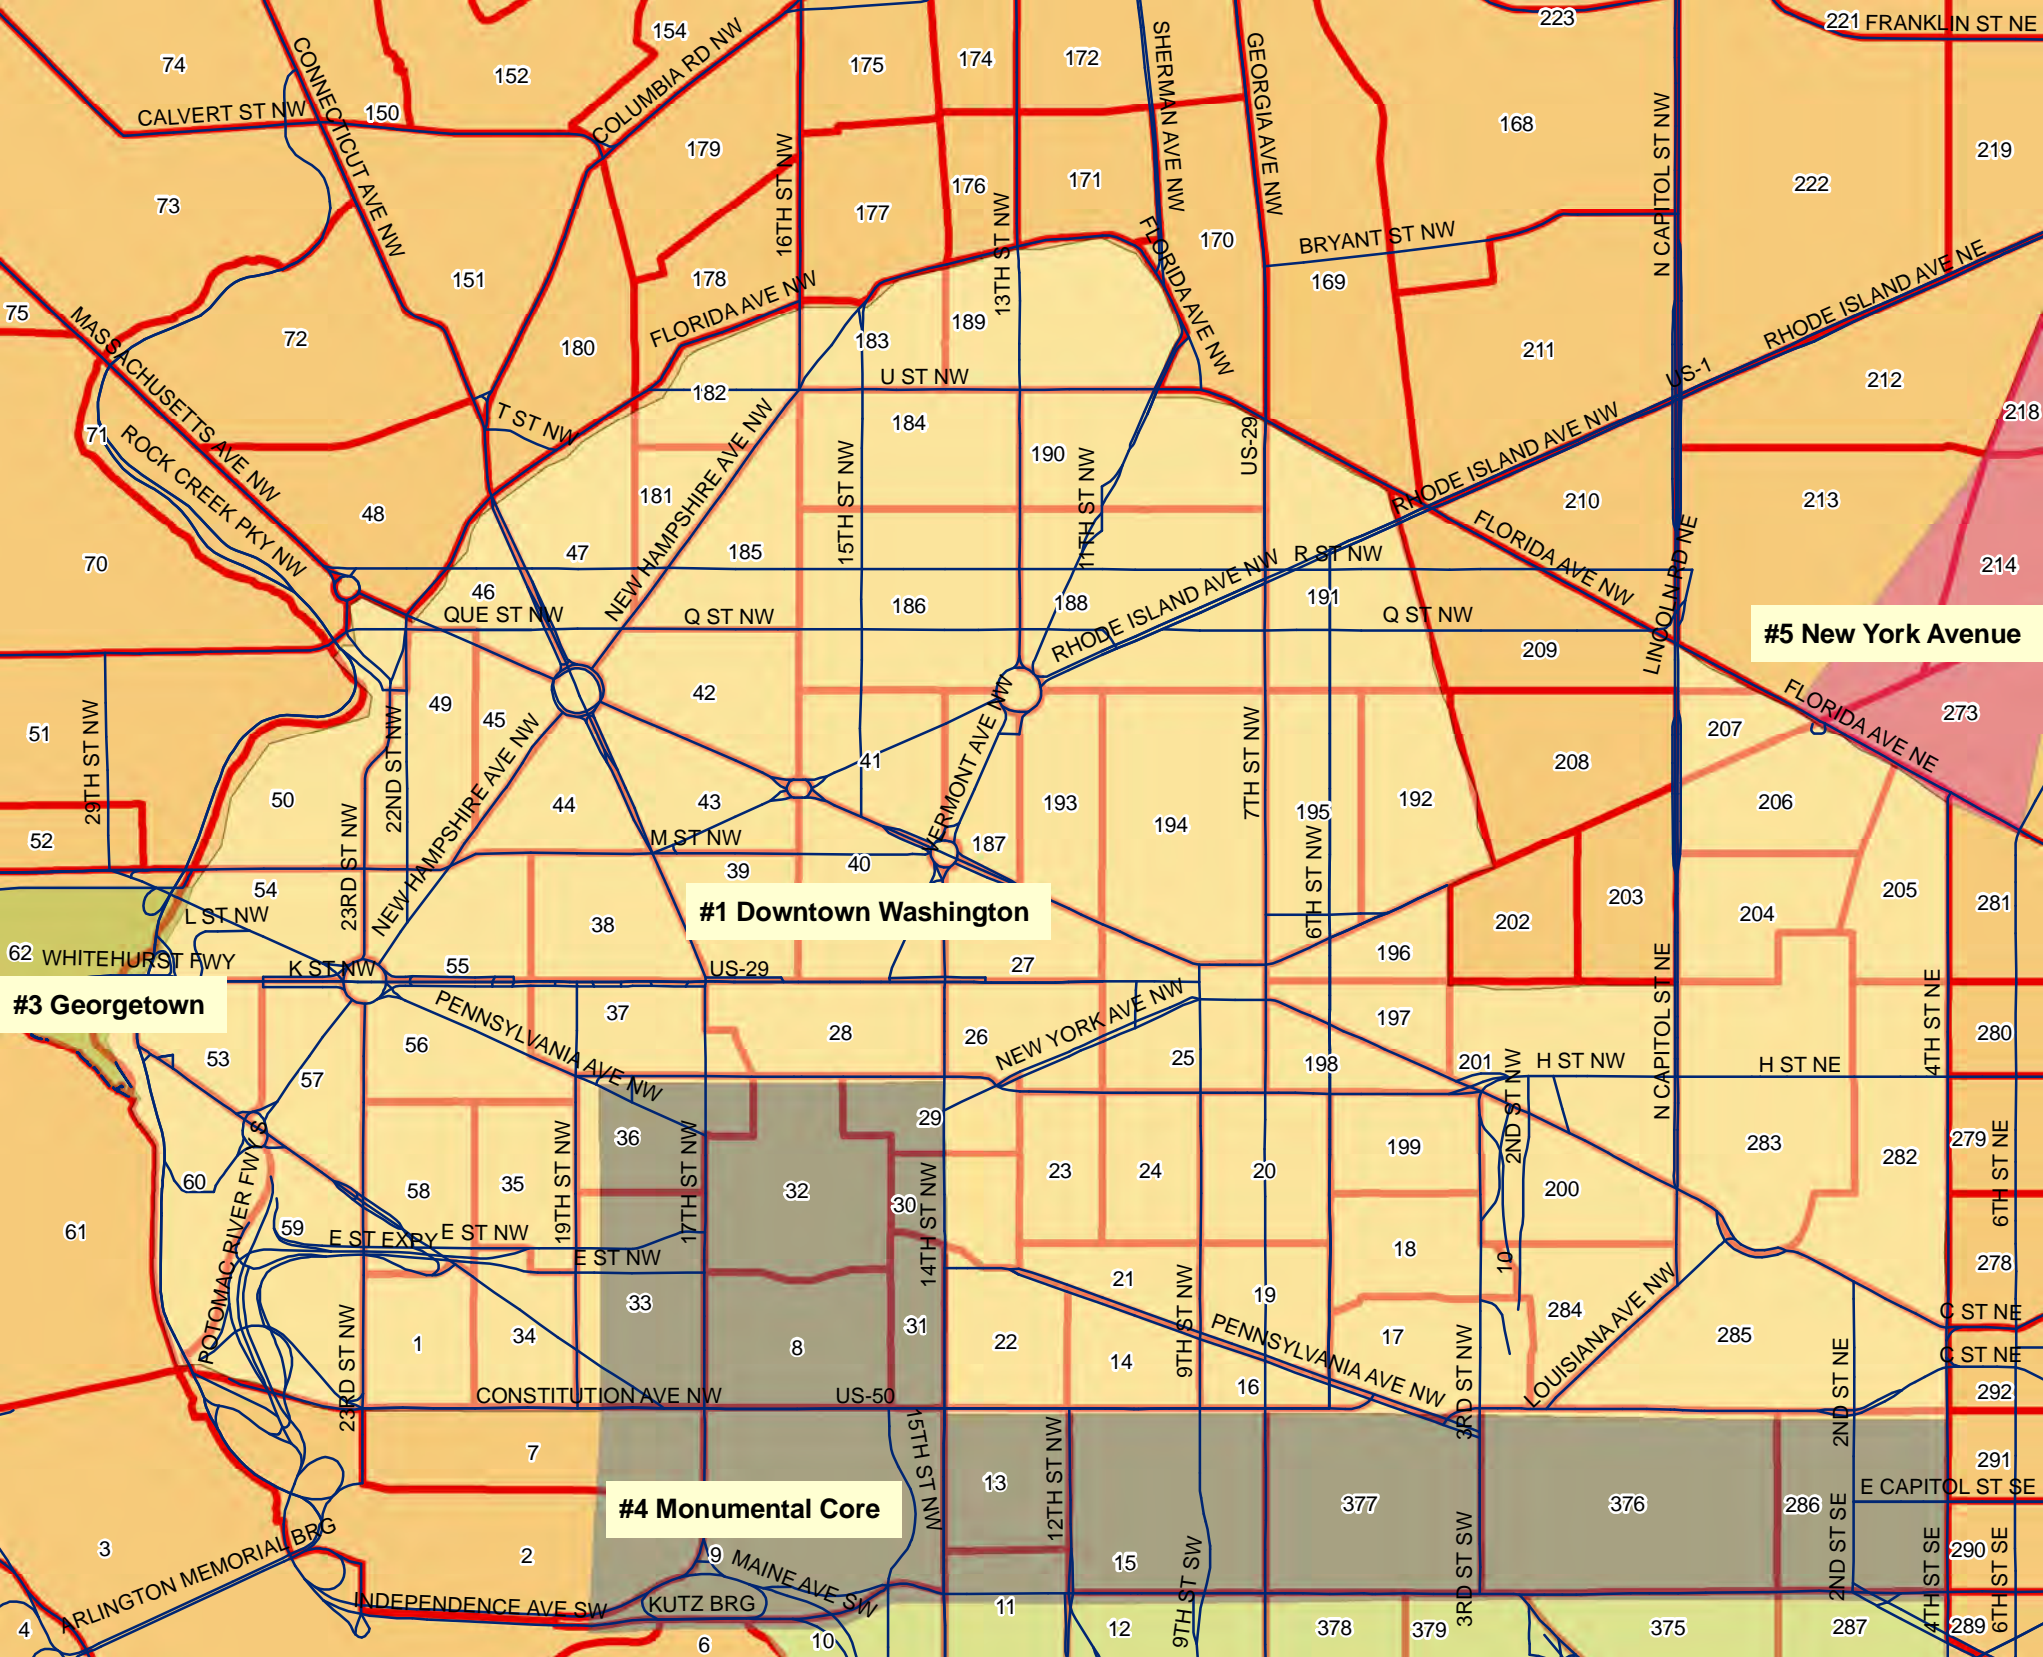 74
CONNECTICUT AVE NW
152
154
COLUMBIA RD NW
175
174
172
SHERMAN AVE NW
GEORGIA AVE NW
223
221
FRANKLIN ST NE
CALVERT ST NW
150
179
16TH ST NW
176
171
168
N CAPITOL ST NW
222
219
73
151
177
13TH ST NW
FLORIDA AVE NW
170
BRYANT ST NW
169
RHODE ISLAND AVE NE
75
MASSACHUSETTS AVE NW
72
180
178
FLORIDA AVE NW
183
189
211
US-1
212
182
U ST NW
71
ROCK CREEK PKY NW
T ST NW
NEW HAMPSHIRE AVE NW
184
190
US-29
RHODE ISLAND AVE NW
218
48
181
15TH ST NW
11TH ST NW
210
213
70
47
185
R ST NW
FLORIDA AVE NW
LINCOLN RD NE
214
46
QUE ST NW
Q ST NW
186
188
RHODE ISLAND AVE NW
191
Q ST NW
209
#5 New York Avenue
51
29TH ST NW
49
45
22ND ST NW
NEW HAMPSHIRE AVE NW
42
41
VERMONT AVE NW
7TH ST NW
208
207
FLORIDA AVE NE
273
50
44
43
193
194
195
192
206
52
23RD ST NW
M ST NW
39
40
187
6TH ST NW
54
L ST NW
38
#1 Downtown Washington
202
203
204
205
281
62
WHITEHURST FWY
K ST NW
55
US-29
27
196
N CAPITOL ST NE
4TH ST NE
#3 Georgetown
PENNSYLVANIA AVE NW
37
28
26
NEW YORK AVE NW
25
197
198
201
H ST NW
H ST NE
280
53
56
57
36
29
2ND ST NW
POTOMAC RIVER FWY S
19TH ST NW
17TH ST NW
14TH ST NW
23
24
20
199
200
283
282
279
6TH ST NE
60
58
35
32
30
61
59
E ST EXPY
E ST NW
E ST NW
18
10
278
33
21
9TH ST NW
19
284
LOUISIANA AVE NW
C ST NE
23RD ST NW
1
34
8
31
22
14
PENNSYLVANIA AVE NW
17
3RD ST NW
285
2ND ST NE
C ST NE
CONSTITUTION AVE NW
US-50
16
292
7
15TH ST NW
13
12TH ST NW
291
#4 Monumental Core
377
376
286
E CAPITOL ST SE
3
ARLINGTON MEMORIAL BRG
2
9
MAINE AVE SW
15
9TH ST SW
3RD ST SW
2ND ST SE
4TH ST SE
290
6TH ST SE
INDEPENDENCE AVE SW
KUTZ BRG
11
4
6
10
12
378
379
375
287
289